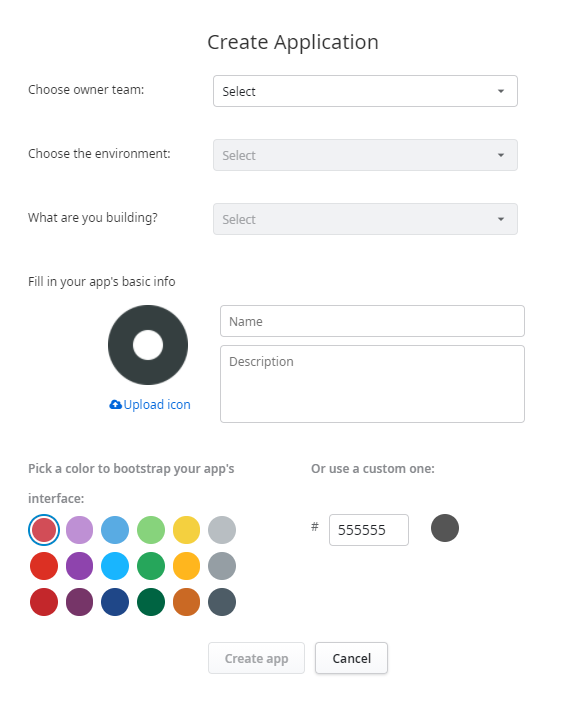 Create Application
Choose owner team:
Select
Choose the environment:
Select
What are you building?
Select
Fill in your app's basic info
Name
Description
Upload icon
Pick a color to bootstrap your app's
interface:
Or use a custom one:
# 555555
Create app
Cancel